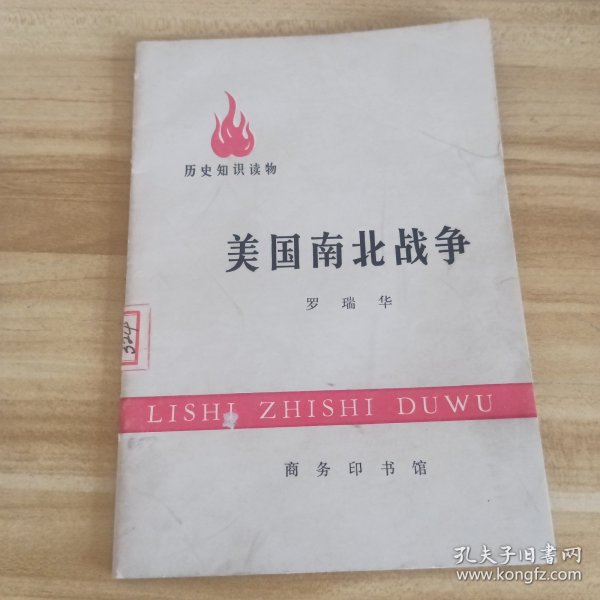 历史知识读物
美国南北战争
罗瑞华
324
LISHI ZHISHI DUWU
商务印书馆
孔夫子旧书网
www.kongfz.com